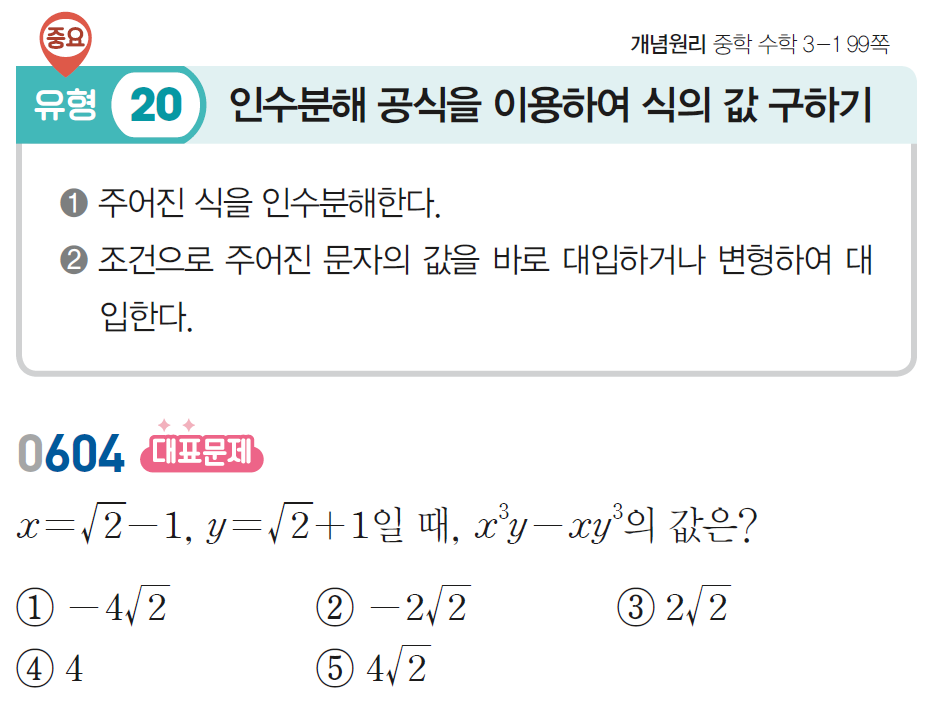 중요
개념원리 중학 수학 3-1 99쪽
유형 20 인수분해 공식을 이용하여 식의 값 구하기
❶ 주어진 식을 인수분해한다.
❷ 조건으로 주어진 문자의 값을 바로 대입하거나 변형하여 대
입한다.
0604 대표문제
x=√2−1, y=√2+1일 때, x³y−xy³의 값은?
① −4√2 ② −2√2 ③ 2√2
④ 4 ⑤ 4√2